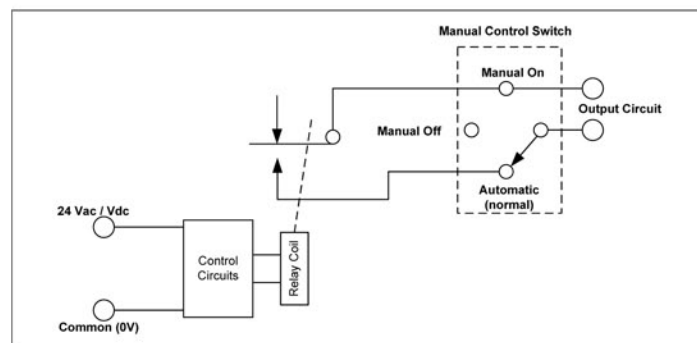 Manual Control Switch
Manual On
Output Circuit
Manual Off
Automatic
(normal)
24 Vac / Vdc
Control
Circuits
Relay Coil
Common (0V)